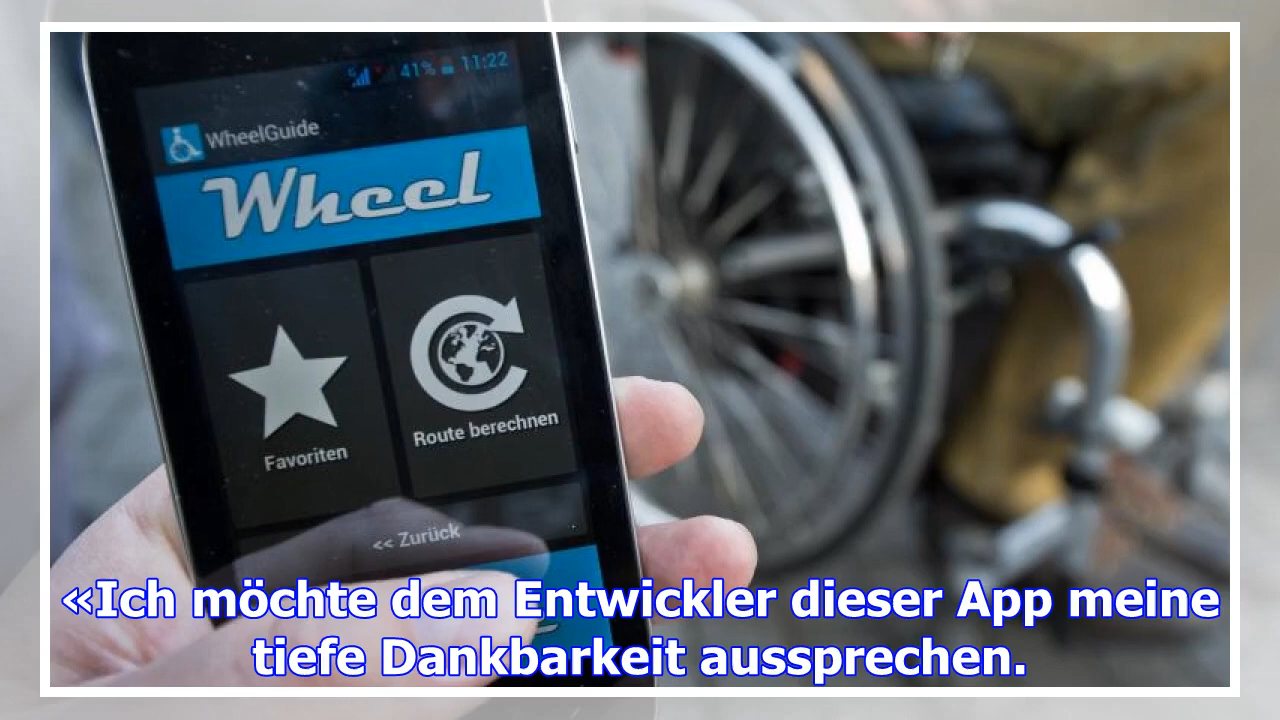 41% 11:22
WheelGuide
Wheel
Favoriten
Route berechnen
<< Zurück
«Ich möchte dem Entwickler dieser App meine
tiefe Dankbarkeit aussprechen.